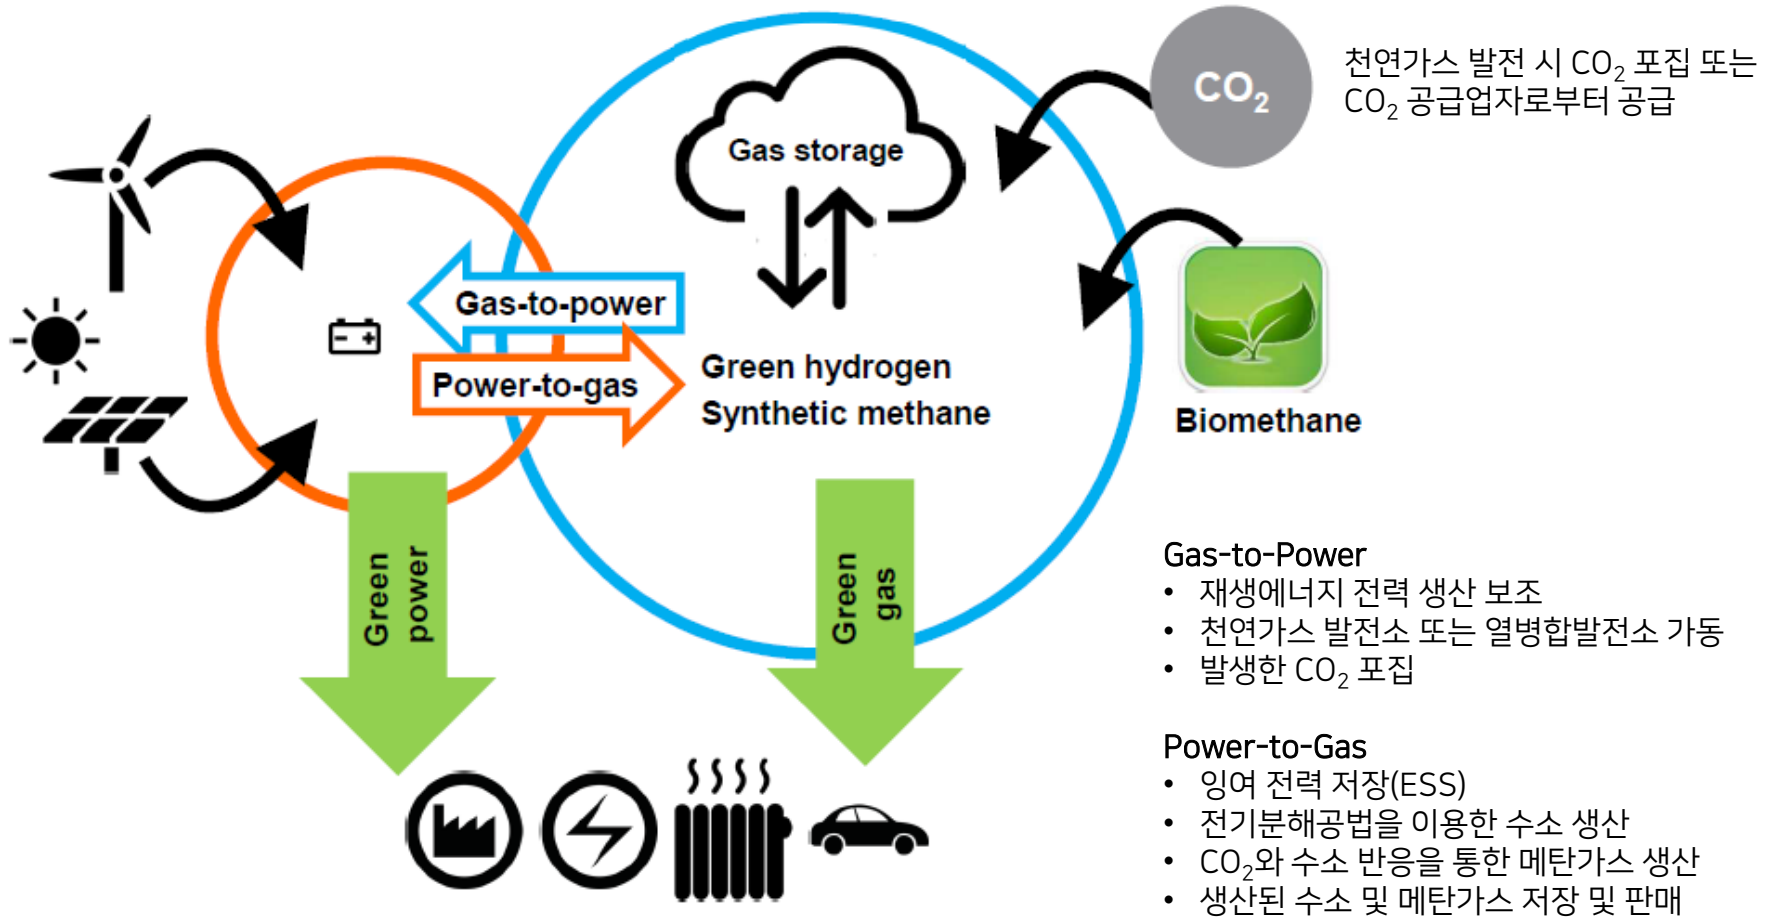 CO₂
천연가스 발전 시 CO₂ 포집 또는
CO₂ 공급업자로부터 공급
Gas storage
Gas-to-power
Power-to-gas
Green hydrogen
Synthetic methane
Biomethane
Green
power
Green
gas
Gas-to-Power
• 재생에너지 전력 생산 보조
• 천연가스 발전소 또는 열병합발전소 가동
• 발생한 CO₂ 포집
Power-to-Gas
• 잉여 전력 저장(ESS)
• 전기분해공법을 이용한 수소 생산
• CO₂와 수소 반응을 통한 메탄가스 생산
• 생산된 수소 및 메탄가스 저장 및 판매